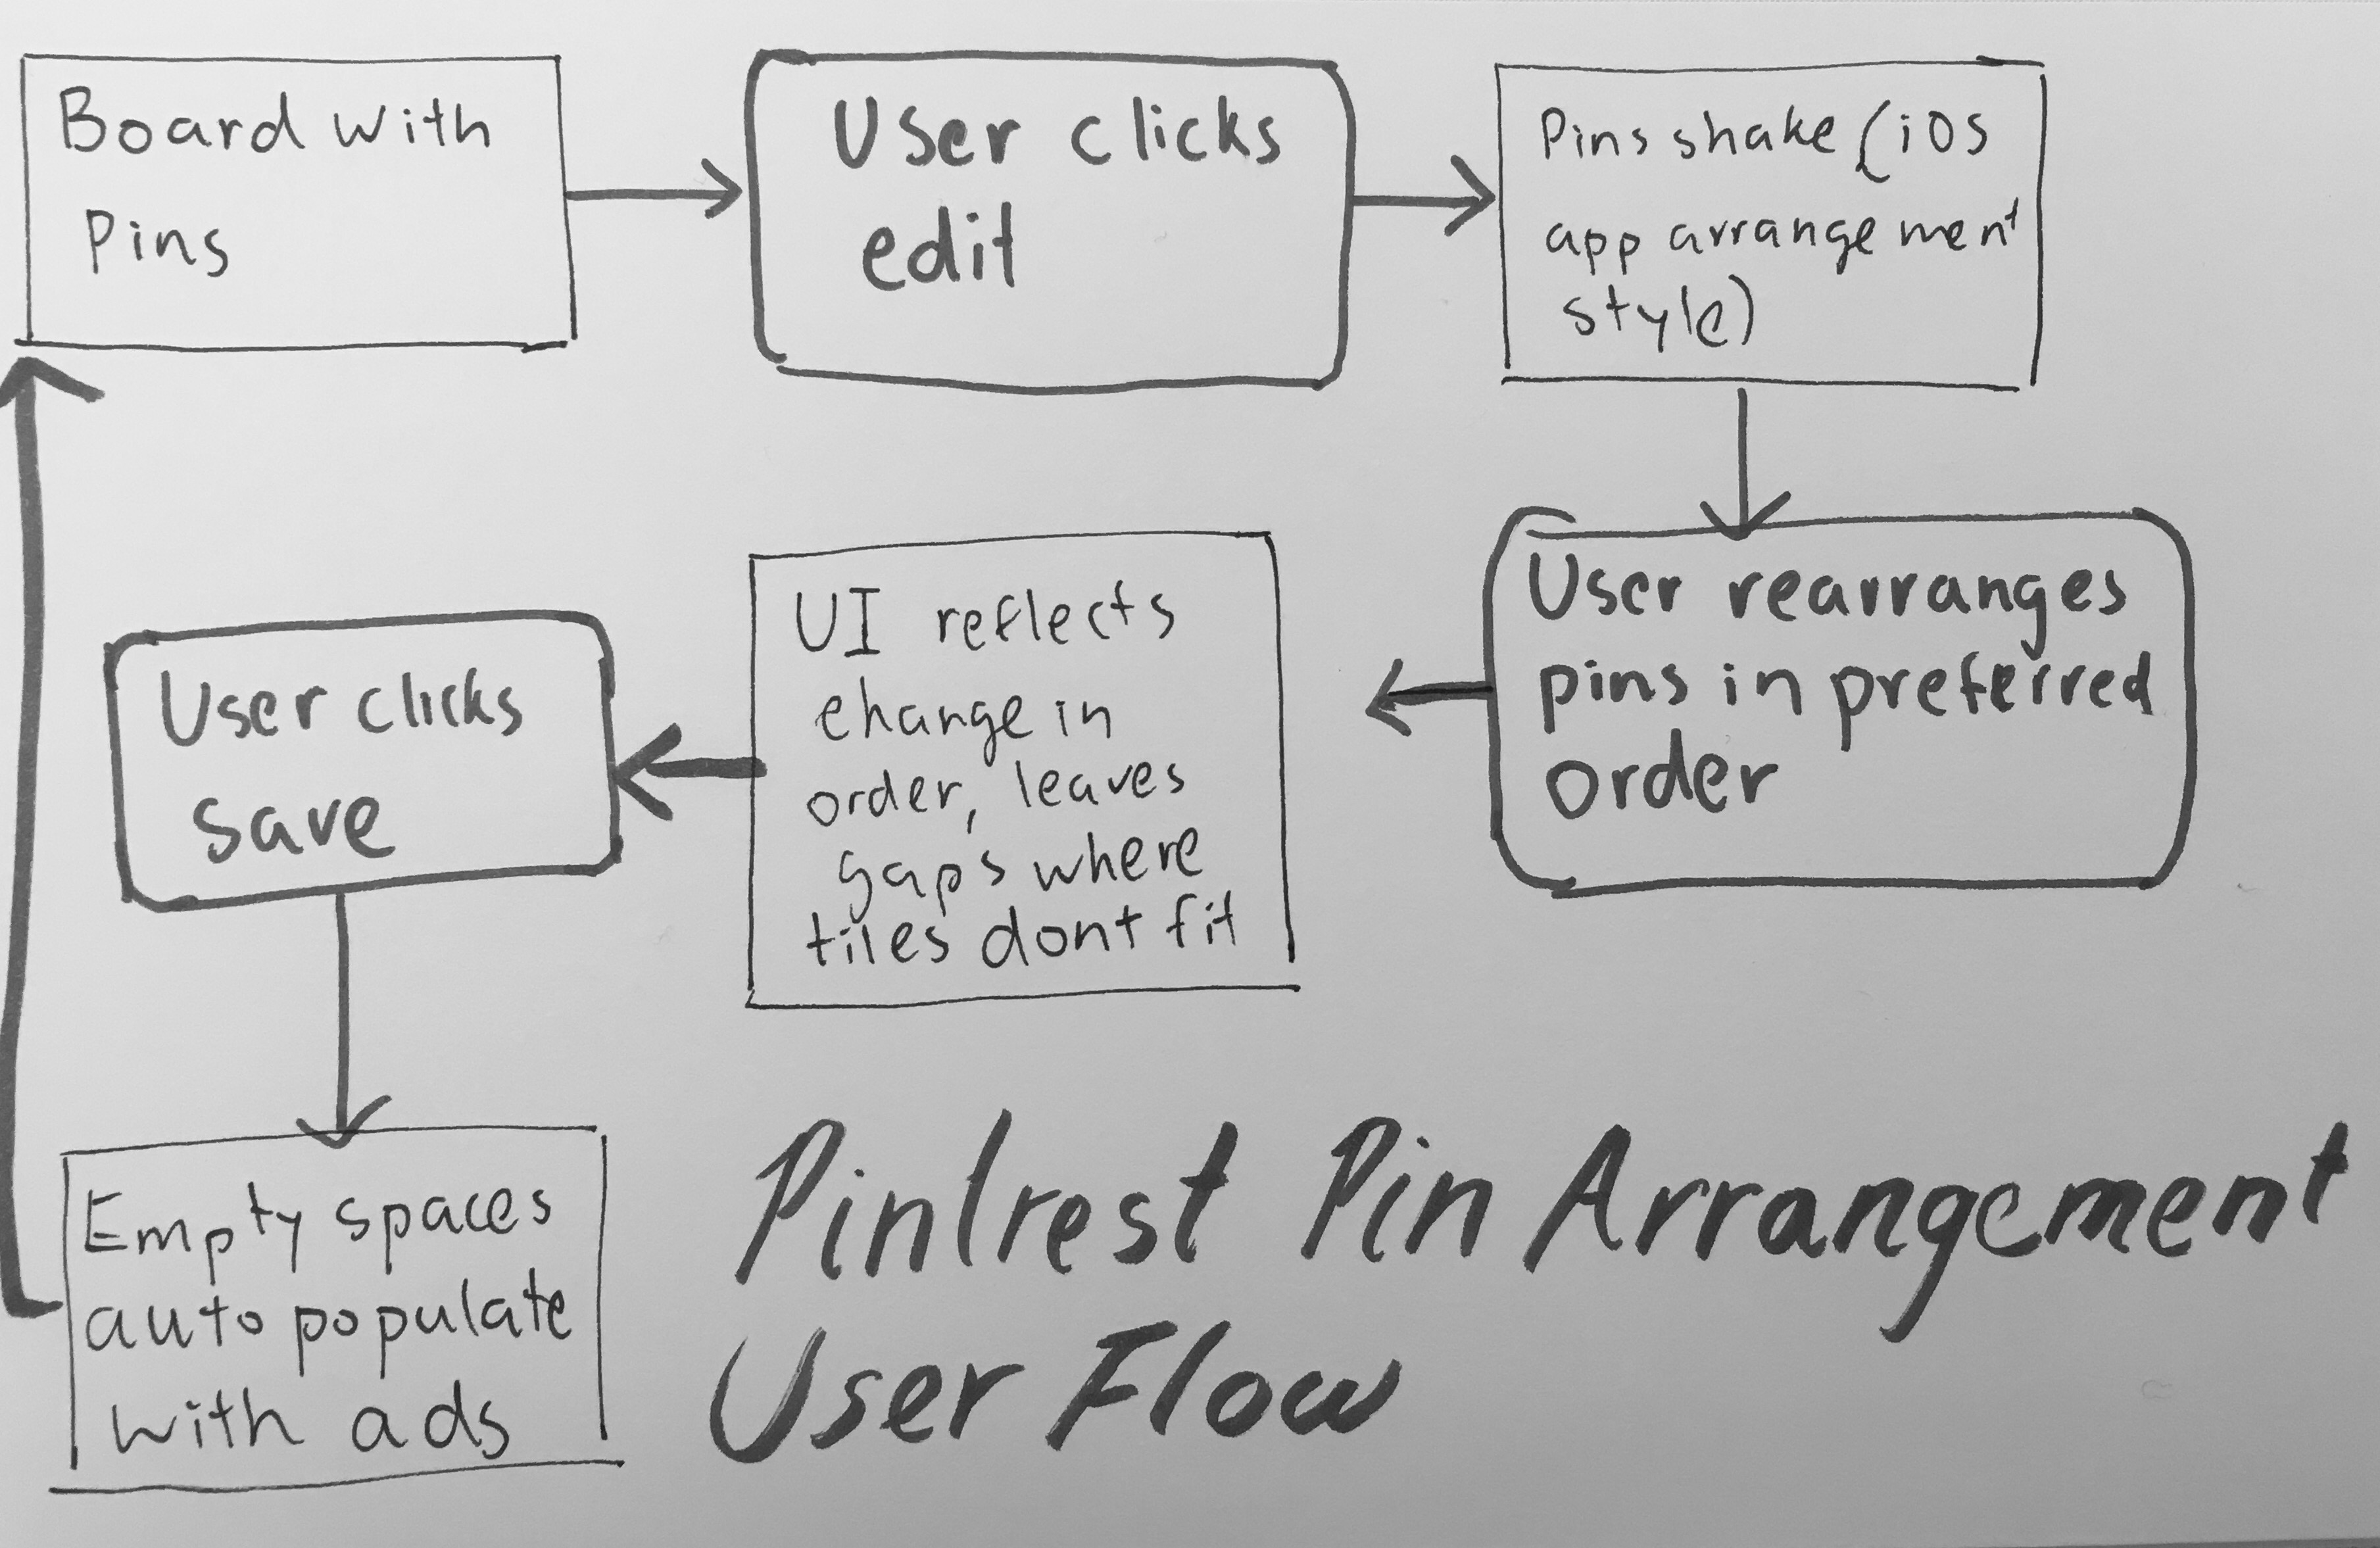 Board with
Pins
User clicks
edit
Pins shake (iOS
app arrangement
style)
User rearranges
pins in preferred
order
UI reflects
change in
order, leaves
gaps where
tiles dont fit
User clicks
save
Empty spaces
auto populate
with ads
Pintrest Pin Arrangement
User Flow